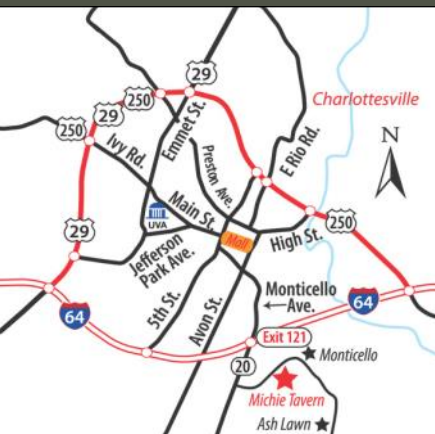 29
250
29
Charlottesville
250
Ivy Rd.
Emmet St.
Preston Ave.
E Rio Rd.
N
UVA
Main St.
250
29
Jefferson
Park Ave.
Mall
High St.
Monticello
Ave.
64
64
5th St.
Avon St.
Exit 121
20
Monticello
Michie Tavern
Ash Lawn